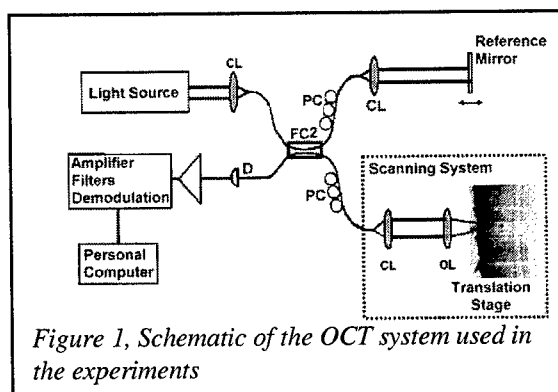 Reference
Mirror
CL
Light Source
PC
CL
FC2
Amplifier
Filters
Demodulation
D
Scanning System
PC
Personal
Computer
CL
OL
Translation
Stage
Figure 1, Schematic of the OCT system used in
the experiments